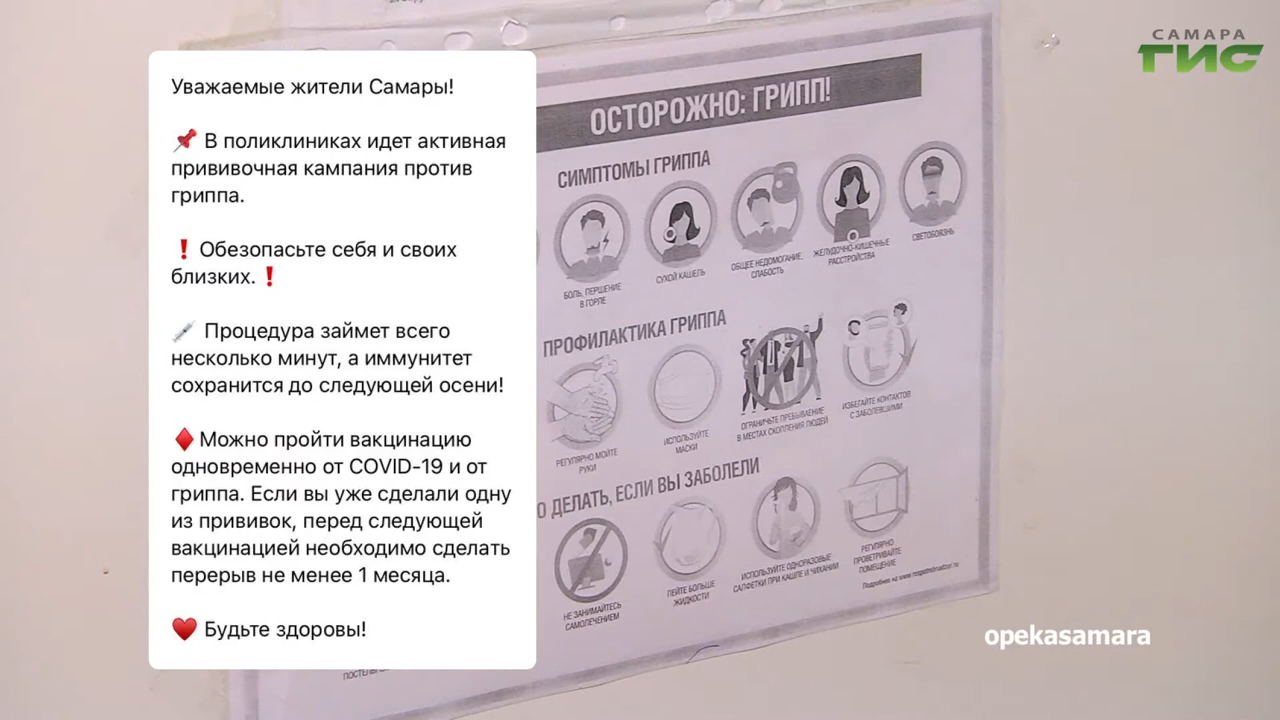 САМАРА
ГИС
Уважаемые жители Самары!
📌 В поликлиниках идет активная
прививочная кампания против
гриппа.
❗ Обезопасьте себя и своих
близких. ❗
💉 Процедура займет всего
несколько минут, а иммунитет
сохранится до следующей осени!
♦️Можно пройти вакцинацию
одновременно от COVID-19 и от
гриппа. Если вы уже сделали одну
из прививок, перед следующей
вакцинацией необходимо сделать
перерыв не менее 1 месяца.
♥️ Будьте здоровы!
ОСТОРОЖНО: ГРИПП!
СИМПТОМЫ ГРИППА
БОЛЬ, ПЕРШЕНИЕ
В ГОРЛЕ
СУХОЙ КАШЕЛЬ
ОБЩЕЕ НЕДОМОГАНИЕ,
СЛАБОСТЬ
ЖЕЛУДОЧНО-КИШЕЧНЫЕ
РАССТРОЙСТВА
СВЕТОБОЯЗНЬ
ПРОФИЛАКТИКА ГРИППА
РЕГУЛЯРНО МОЙТЕ
РУКИ
ИСПОЛЬЗУЙТЕ
МАСКИ
ОГРАНИЧЬТЕ ПРЕБЫВАНИЕ
В МЕСТАХ СКОПЛЕНИЯ ЛЮДЕЙ
ИЗБЕГАЙТЕ КОНТАКТОВ
С ЗАБОЛЕВШИМИ
О ДЕЛАТЬ, ЕСЛИ ВЫ ЗАБОЛЕЛИ
НЕ ЗАНИМАЙТЕСЬ
САМОЛЕЧЕНИЕМ
ПЕЙТЕ БОЛЬШЕ
ЖИДКОСТИ
ИСПОЛЬЗУЙТЕ ОДНОРАЗОВЫЕ
САЛФЕТКИ ПРИ КАШЛЕ И ЧИХАНИИ
РЕГУЛЯРНО
ПРОВЕТРИВАЙТЕ
ПОМЕЩЕНИЕ
Подробнее на www.rospotrebnadzor.ru
opekasamara